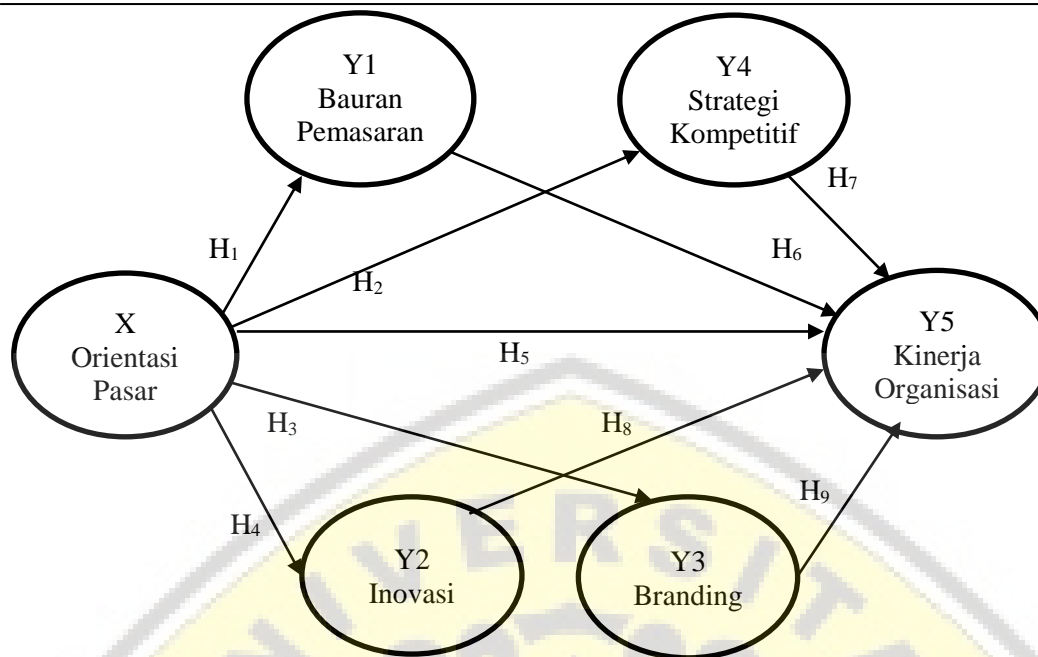 Y1
Bauran
Pemasaran
Y4
Strategi
Kompetitif
H7
H1
H2
H6
X
Orientasi
Pasar
H5
Y5
Kinerja
Organisasi
H3
H8
H4
H9
Y2
Inovasi
Y3
Branding
NIVERSITA